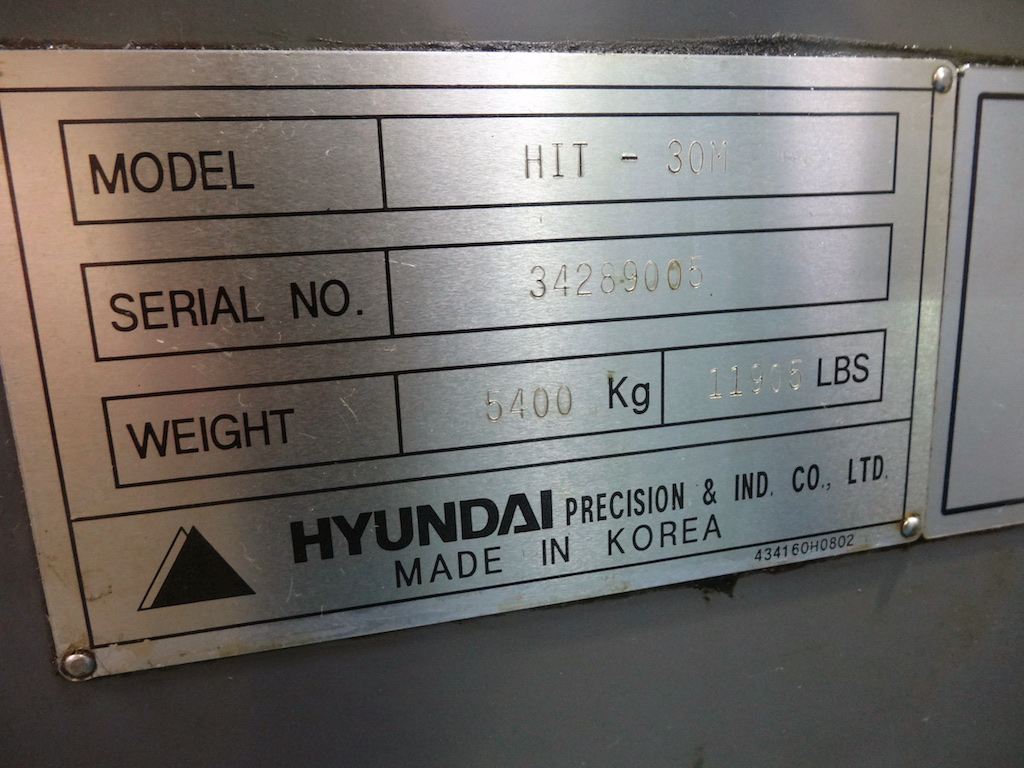 MODEL HIT - 30M
SERIAL NO. 34289005
WEIGHT 5400 Kg 11905 LBS
HYUNDAI PRECISION & IND. CO., LTD.
MADE IN KOREA 434160H0802